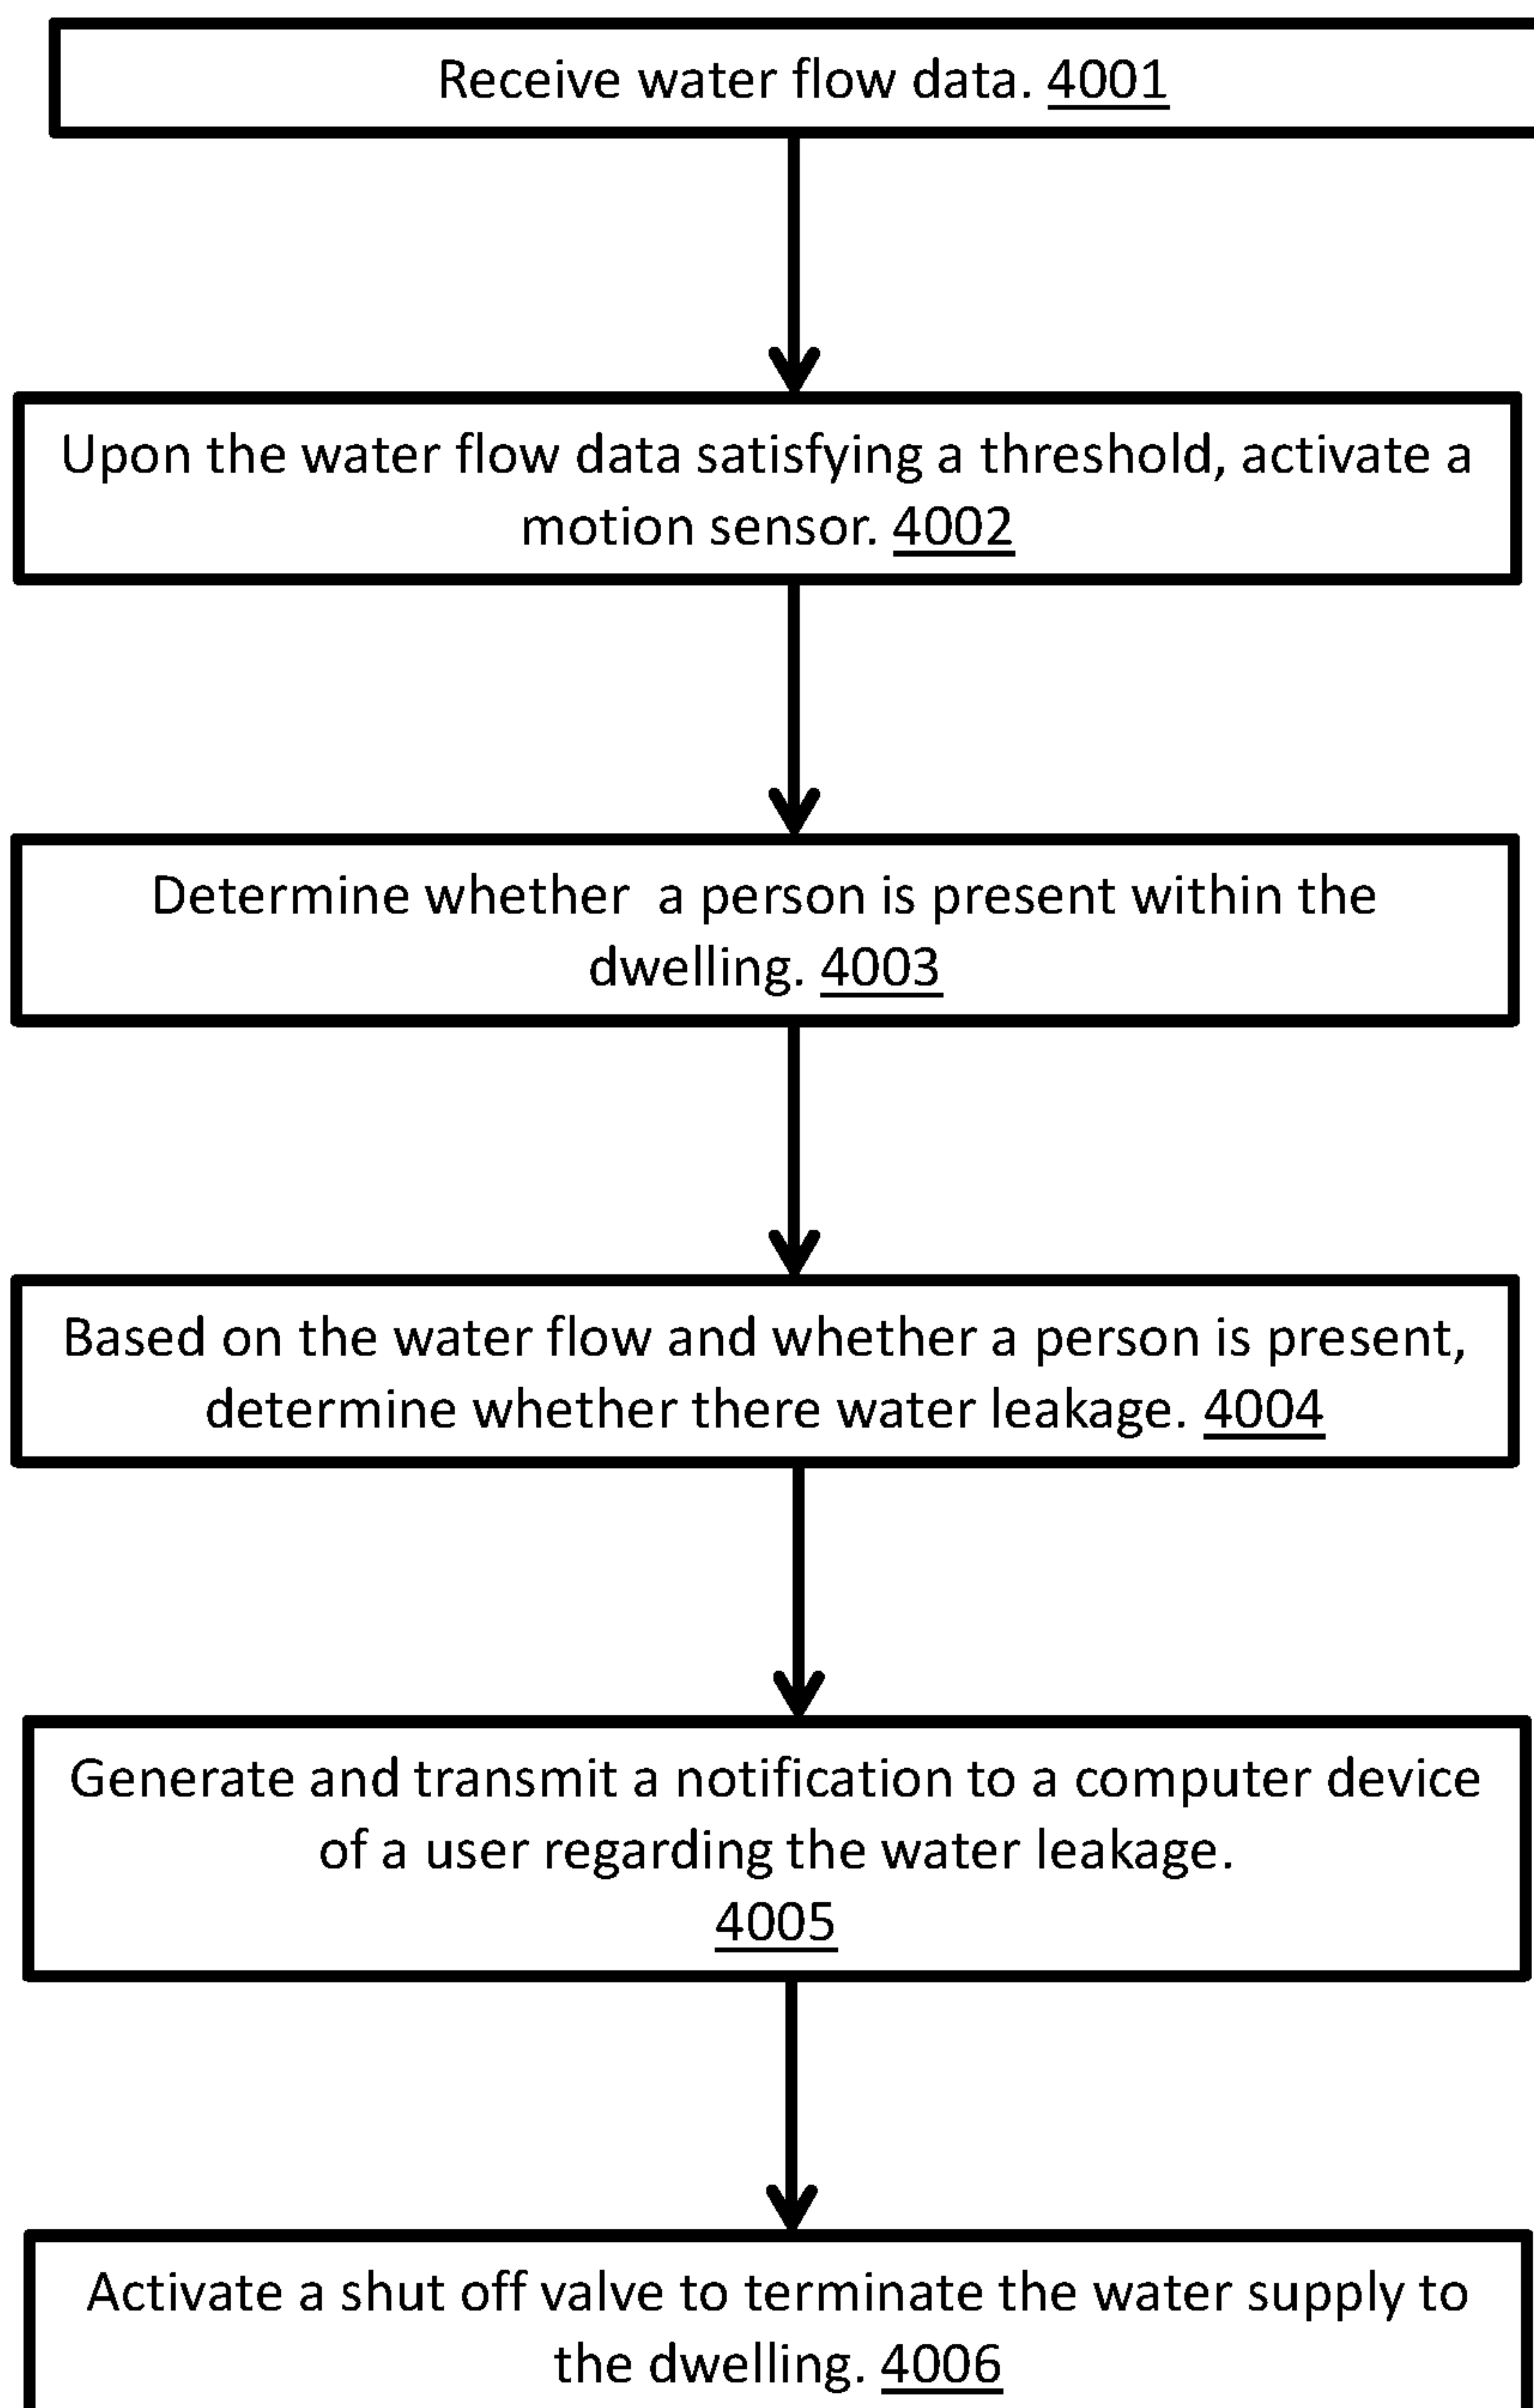 Receive water flow data. 4001
Upon the water flow data satisfying a threshold, activate a
motion sensor. 4002
Determine whether  a person is present within the
dwelling. 4003
Based on the water flow and whether a person is present,
determine whether there water leakage. 4004
Generate and transmit a notification to a computer device
of a user regarding the water leakage.
4005
Activate a shut off valve to terminate the water supply to
the dwelling. 4006